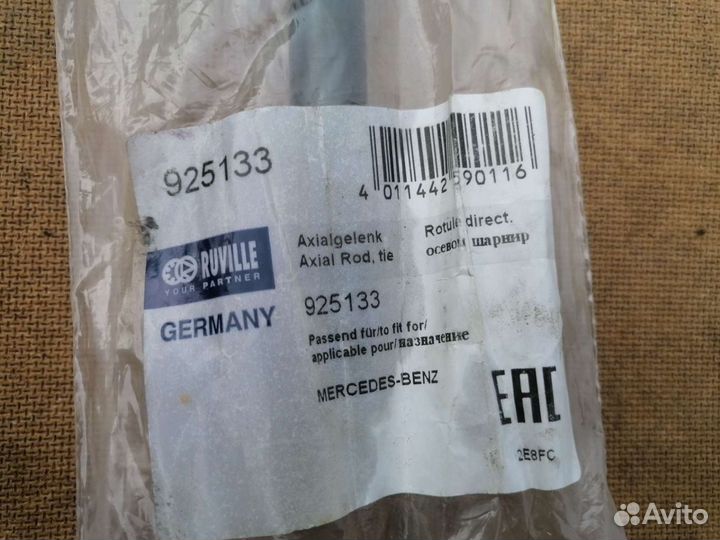 925133
4 011442 590116
RUVILLE
YOUR PARTNER
GERMANY
Axialgelenk
Axial Rod, tie
Rotule direct.
осевой шарнир
925133
Passend für/to fit for/
applicable pour/назначение
MERCEDES-BENZ
EAC
2E8FC
Avito